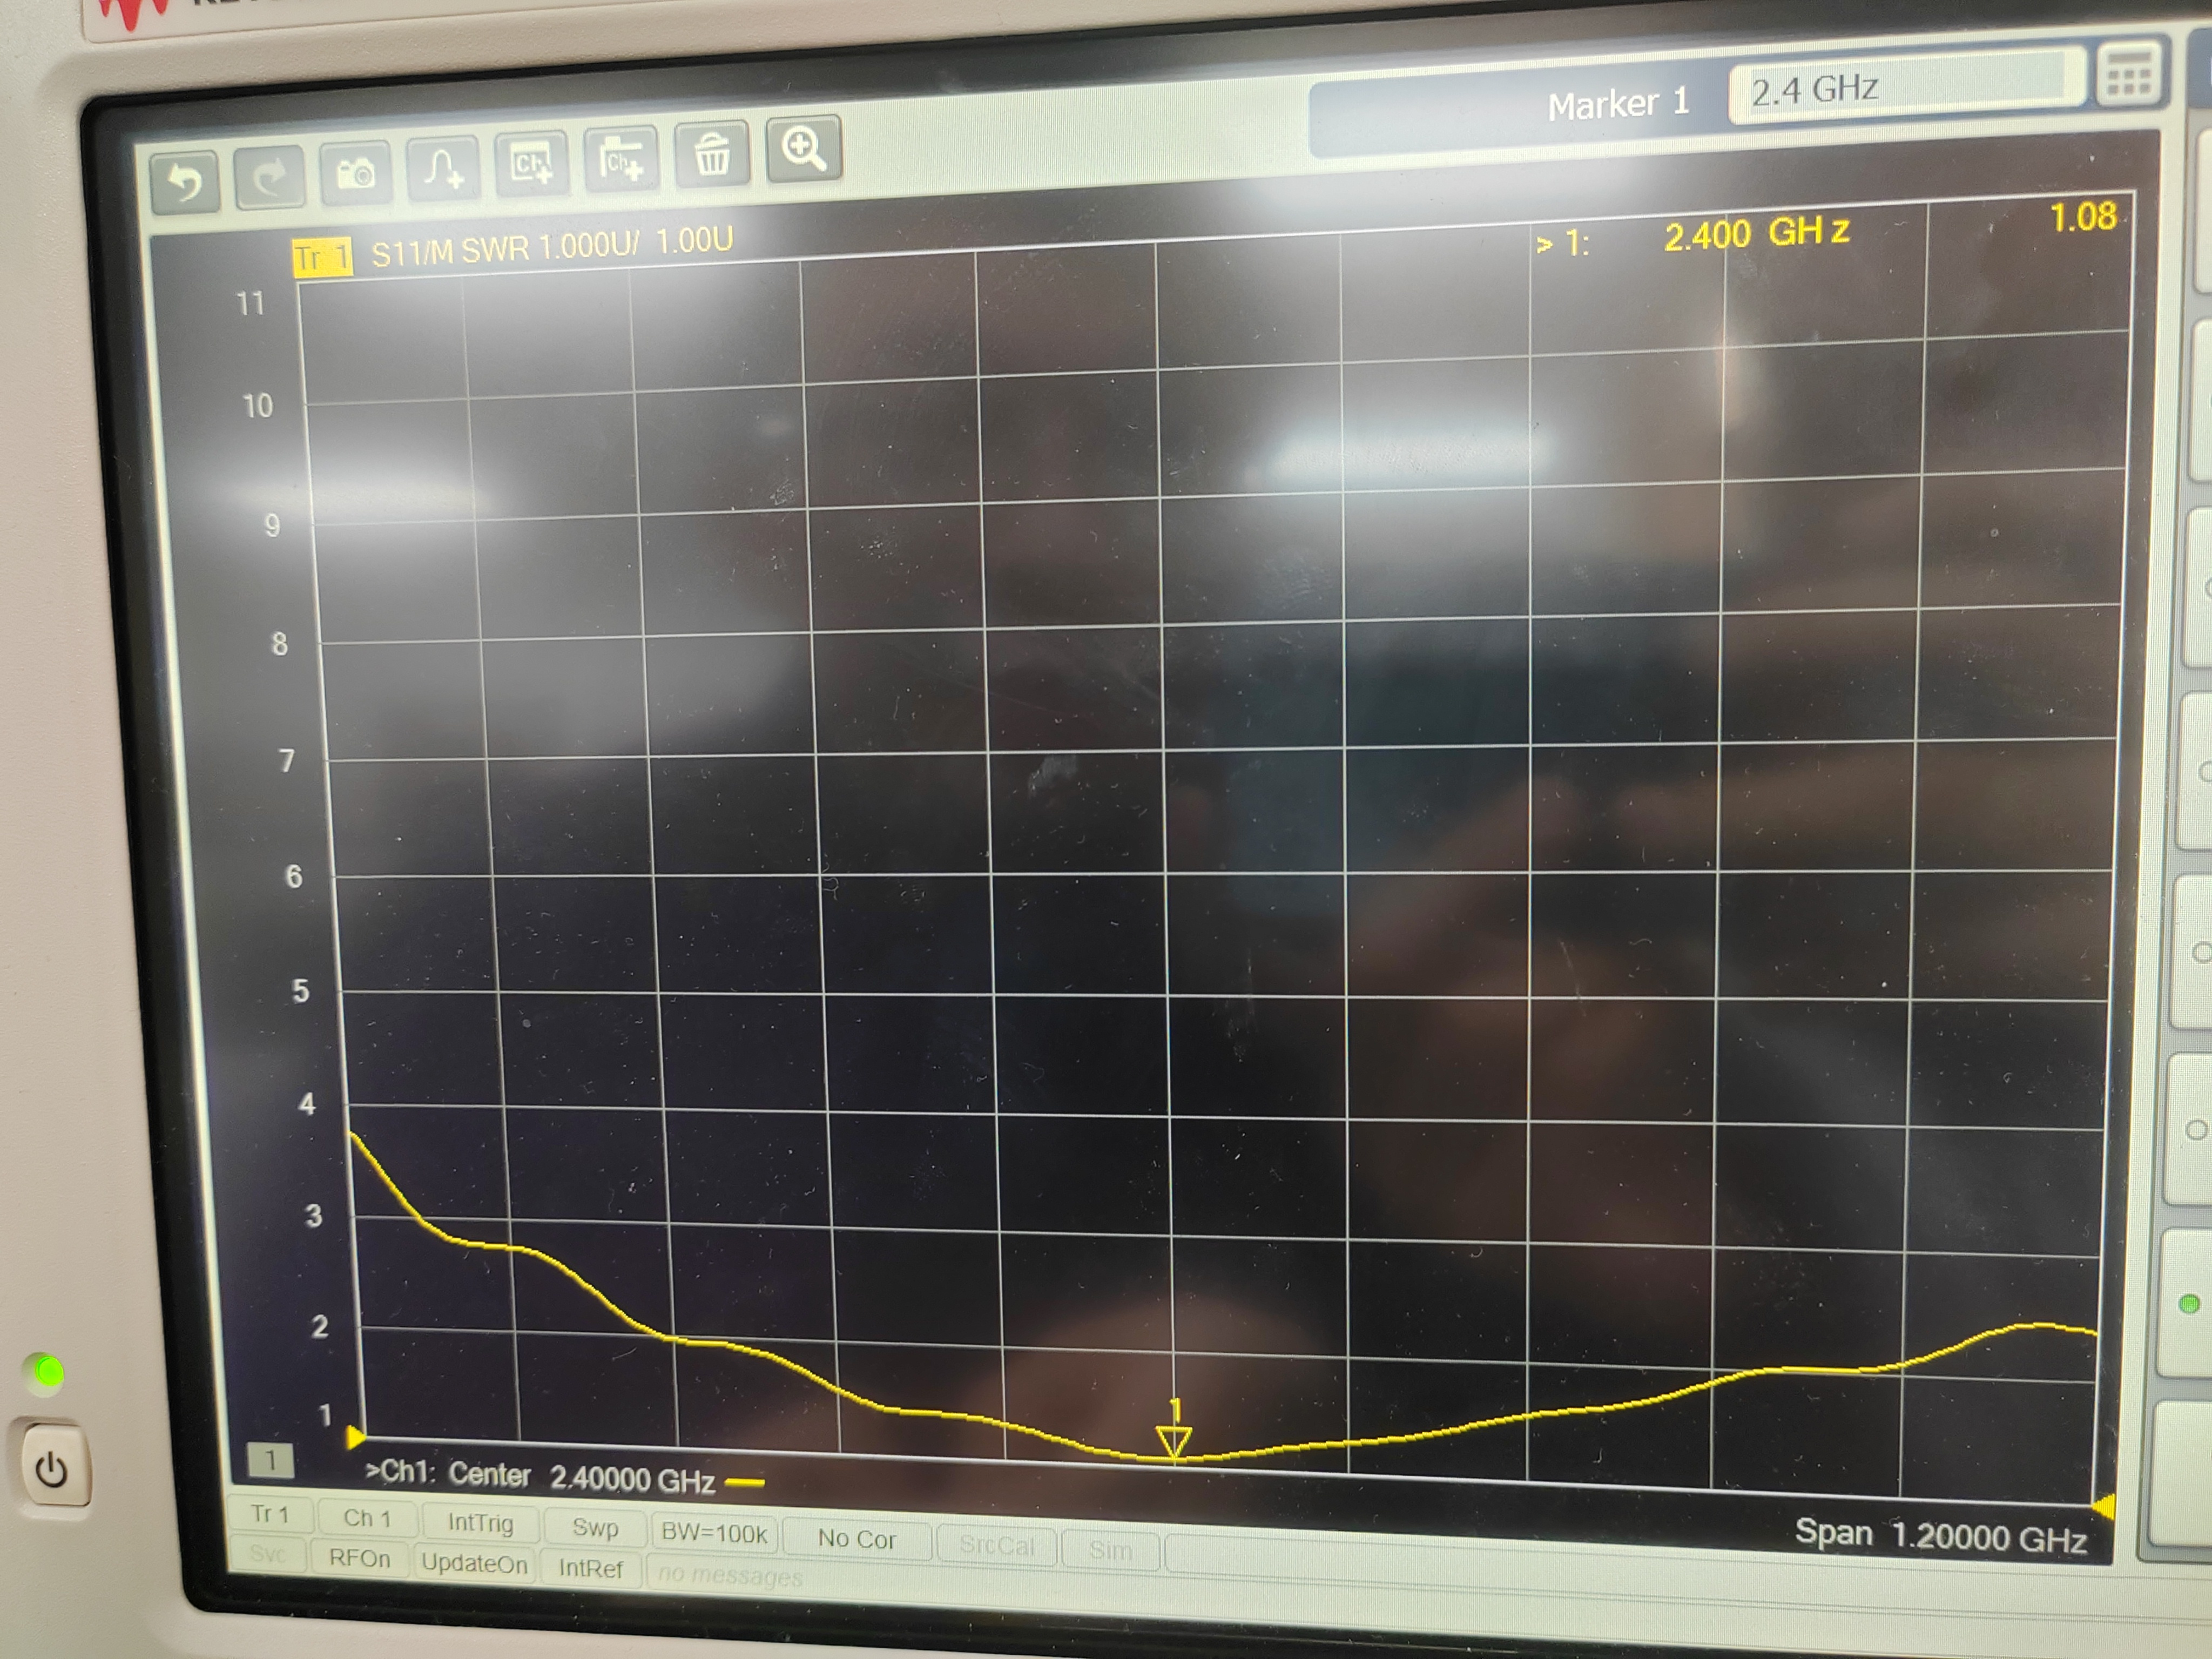 Marker 1 2.4 GHz
Tr 1 S11/M SWR 1.000U/ 1.00U
> 1: 2.400 GHz 1.08
11
10
9
8
7
6
5
4
3
2
1
1
1
>Ch1: Center 2.40000 GHz
Span 1.20000 GHz
Tr 1 Ch 1 IntTrig Swp BW=100k No Cor SrcCal Sim
Svc RFOn UpdateOn IntRef no messages